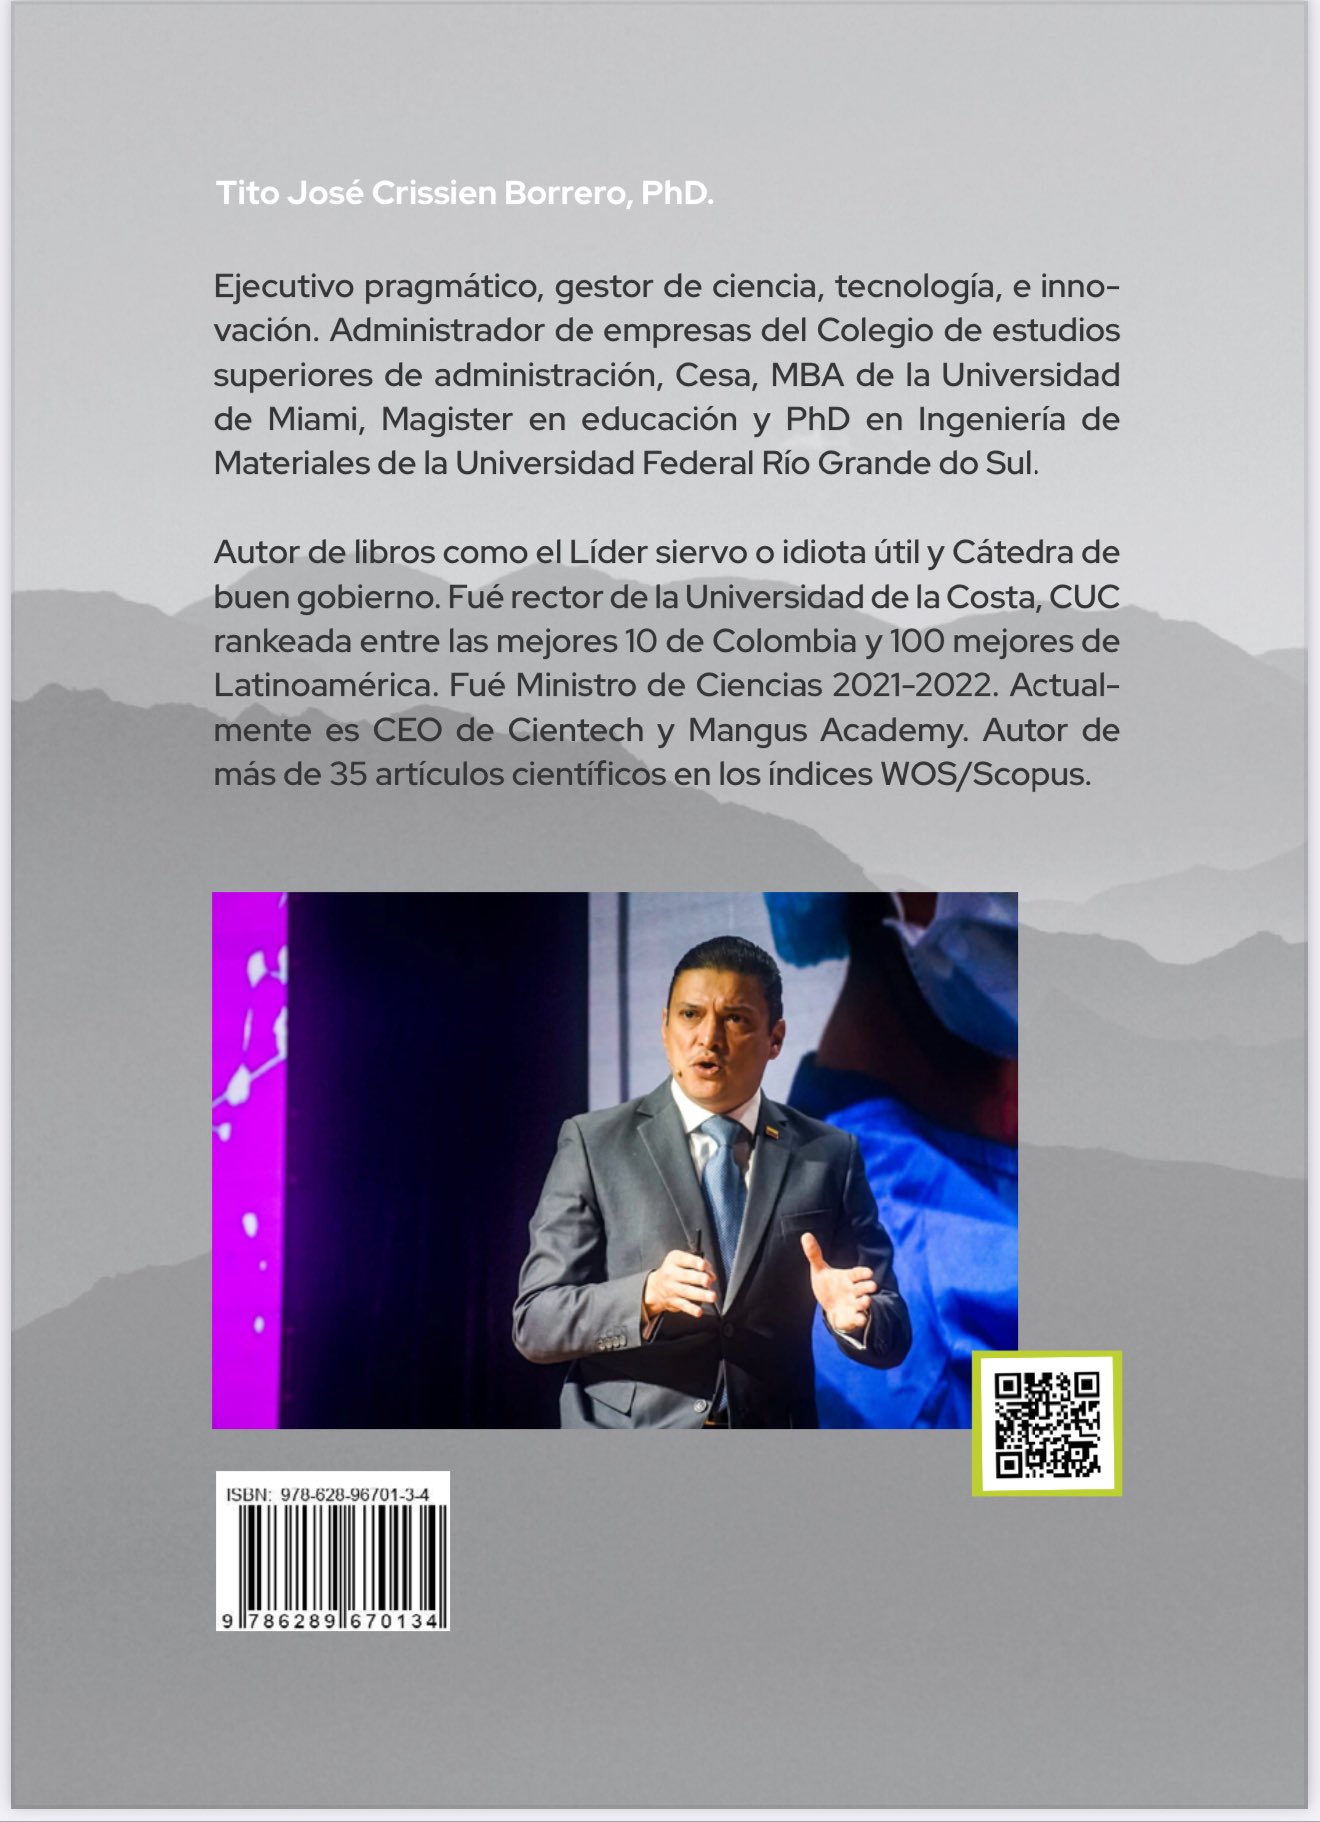 Tito José Crissien Borrero, PhD.
Ejecutivo pragmático, gestor de ciencia, tecnología, e inno-
vación. Administrador de empresas del Colegio de estudios
superiores de administración, Cesa, MBA de la Universidad
de Miami, Magister en educación y PhD en Ingeniería de
Materiales de la Universidad Federal Río Grande do Sul.
Autor de libros como el Líder siervo o idiota útil y Cátedra de
buen gobierno. Fué rector de la Universidad de la Costa, CUC
rankeada entre las mejores 10 de Colombia y 100 mejores de
Latinoamérica. Fué Ministro de Ciencias 2021-2022. Actual-
mente es CEO de Cientech y Mangus Academy. Autor de
más de 35 artículos científicos en los índices WOS/Scopus.
ISBN: 978-628-96701-3-4
9 786289 670134